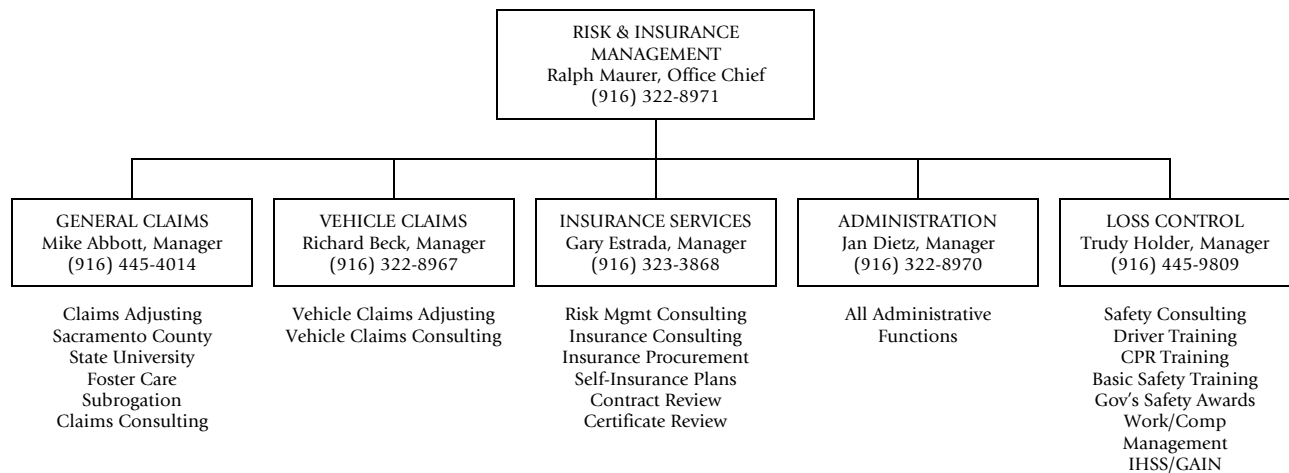 RISK & INSURANCE
MANAGEMENT
Ralph Maurer, Office Chief
(916) 322-8971
GENERAL CLAIMS
Mike Abbott, Manager
(916) 445-4014
Claims Adjusting
Sacramento County
State University
Foster Care
Subrogation
Claims Consulting
VEHICLE CLAIMS
Richard Beck, Manager
(916) 322-8967
Vehicle Claims Adjusting
Vehicle Claims Consulting
INSURANCE SERVICES
Gary Estrada, Manager
(916) 323-3868
Risk Mgmt Consulting
Insurance Consulting
Insurance Procurement
Self-Insurance Plans
Contract Review
Certificate Review
ADMINISTRATION
Jan Dietz, Manager
(916) 322-8970
All Administrative
Functions
LOSS CONTROL
Trudy Holder, Manager
(916) 445-9809
Safety Consulting
Driver Training
CPR Training
Basic Safety Training
Gov's Safety Awards
Work/Comp
Management
IHSS/GAIN